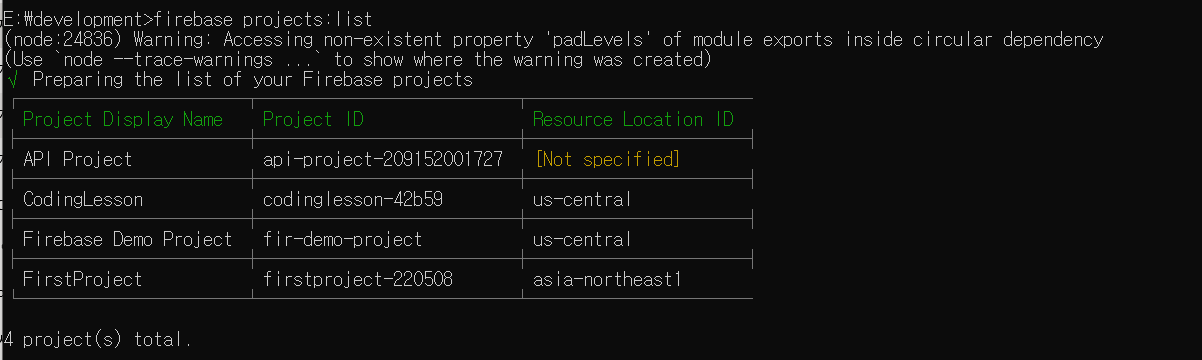 E:₩development>firebase projects:list
(node:24836) Warning: Accessing non-existent property 'padLevels' of module exports inside circular dependency
(Use `node --trace-warnings ...` to show where the warning was created)
√ Preparing the list of your Firebase projects
Project Display Name Project ID Resource Location ID
API Project api-project-209152001727 [Not specified]
CodingLesson codinglesson-42b59 us-central
Firebase Demo Project fir-demo-project us-central
FirstProject firstproject-220508 asia-northeast1
4 project(s) total.